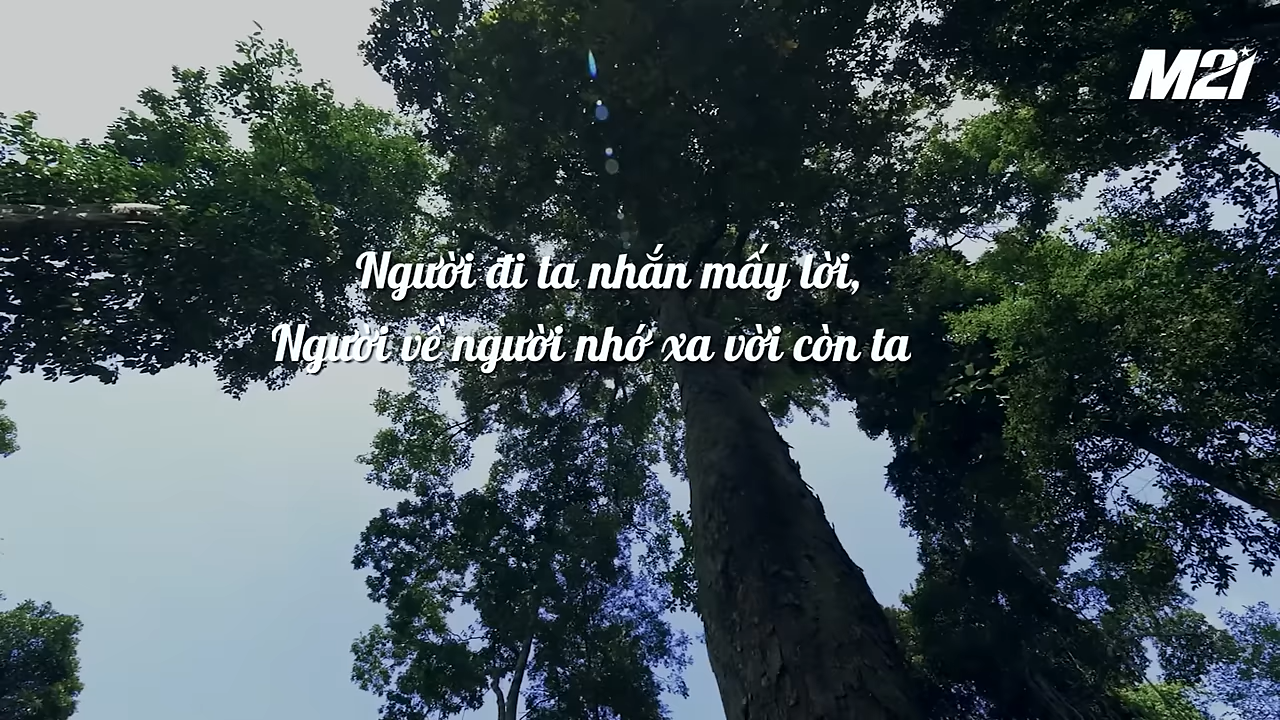 M2i
Người đi ta nhắn mấy lời,
Người về người nhớ xa vời còn ta